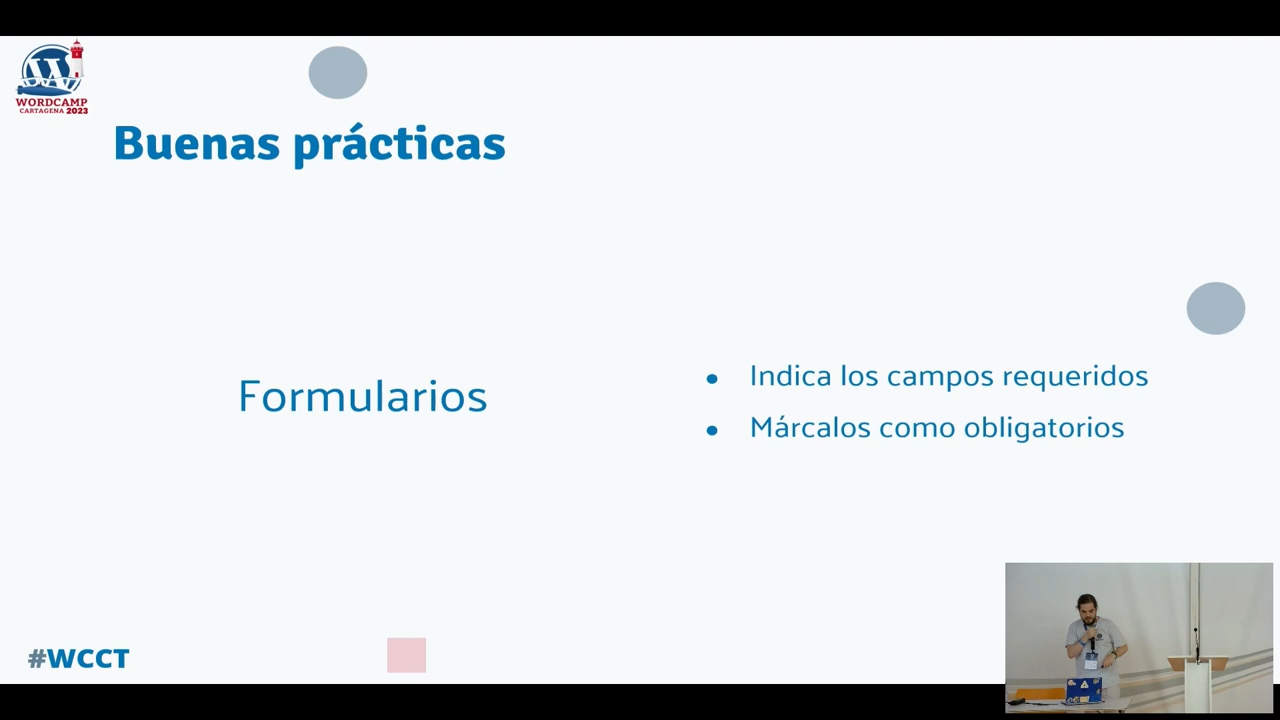 WORDCAMP
CARTAGENA 2023
Buenas prácticas
Formularios
Indica los campos requeridos
Márcalos como obligatorios
#WCCT